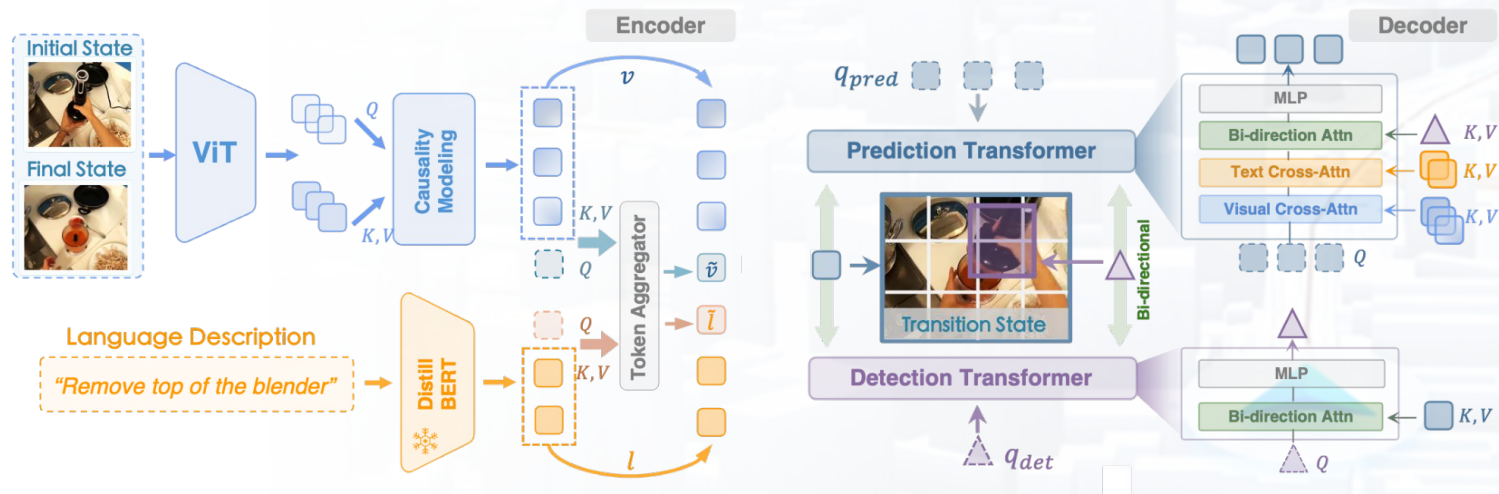 Encoder
Decoder
Initial State
Final State
ViT
Q
K,V
Causality
Modeling
v
K,V
Q
Token Aggregator
ṽ
l̃
Q
K,V
Language Description
“Remove top of the blender”
Distill
BERT
l
q_pred
Prediction Transformer
Transition State
Bi-directional
Detection Transformer
q_det
MLP
Bi-direction Attn
K,V
Text Cross-Attn
K,V
Visual Cross-Attn
K,V
Q
MLP
Bi-direction Attn
K,V
Q